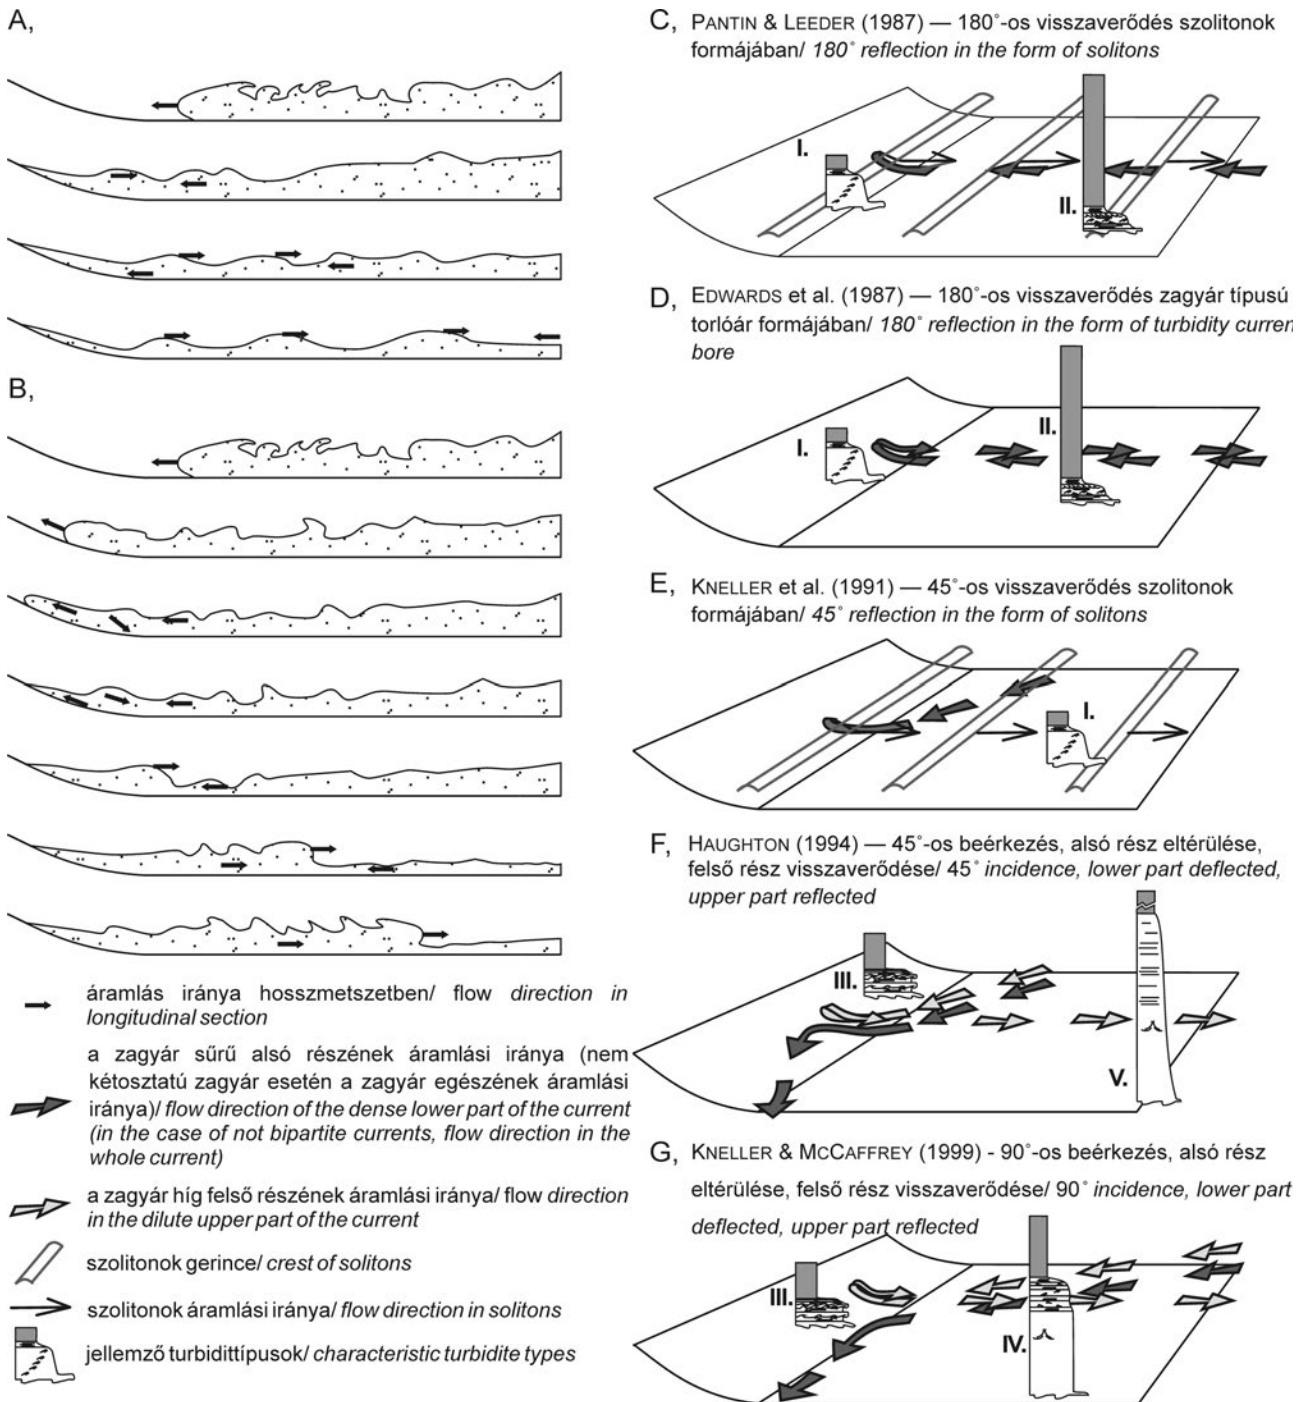 A,
B,
áramlás iránya hosszmetszetben/ flow direction in
longitudinal section
a zagyár sűrű alsó részének áramlási iránya (nem
kétosztatú zagyár esetén a zagyár egészének áramlási
iránya)/ flow direction of the dense lower part of the current
(in the case of not bipartite currents, flow direction in the
whole current)
a zagyár híg felső részének áramlási iránya/ flow direction
in the dilute upper part of the current
szolitonok gerince/ crest of solitons
szolitonok áramlási iránya/ flow direction in solitons
jellemző turbidittípusok/ characteristic turbidite types
C, PANTIN & LEEDER (1987) — 180˚-os visszaverődés szolitonok
formájában/ 180˚ reflection in the form of solitons
I.
II.
D, EDWARDS et al. (1987) — 180˚-os visszaverődés zagyár típusú
torlóár formájában/ 180˚ reflection in the form of turbidity curren
bore
I.
II.
E, KNELLER et al. (1991) — 45˚-os visszaverődés szolitonok
formájában/ 45˚ reflection in the form of solitons
I.
F, HAUGHTON (1994) — 45˚-os beérkezés, alsó rész eltérülése,
felső rész visszaverődése/ 45˚ incidence, lower part deflected,
upper part reflected
III.
V.
G, KNELLER & MCCAFFREY (1999) - 90˚-os beérkezés, alsó rész
eltérülése, felső rész visszaverődése/ 90˚ incidence, lower part
deflected, upper part reflected
III.
IV.